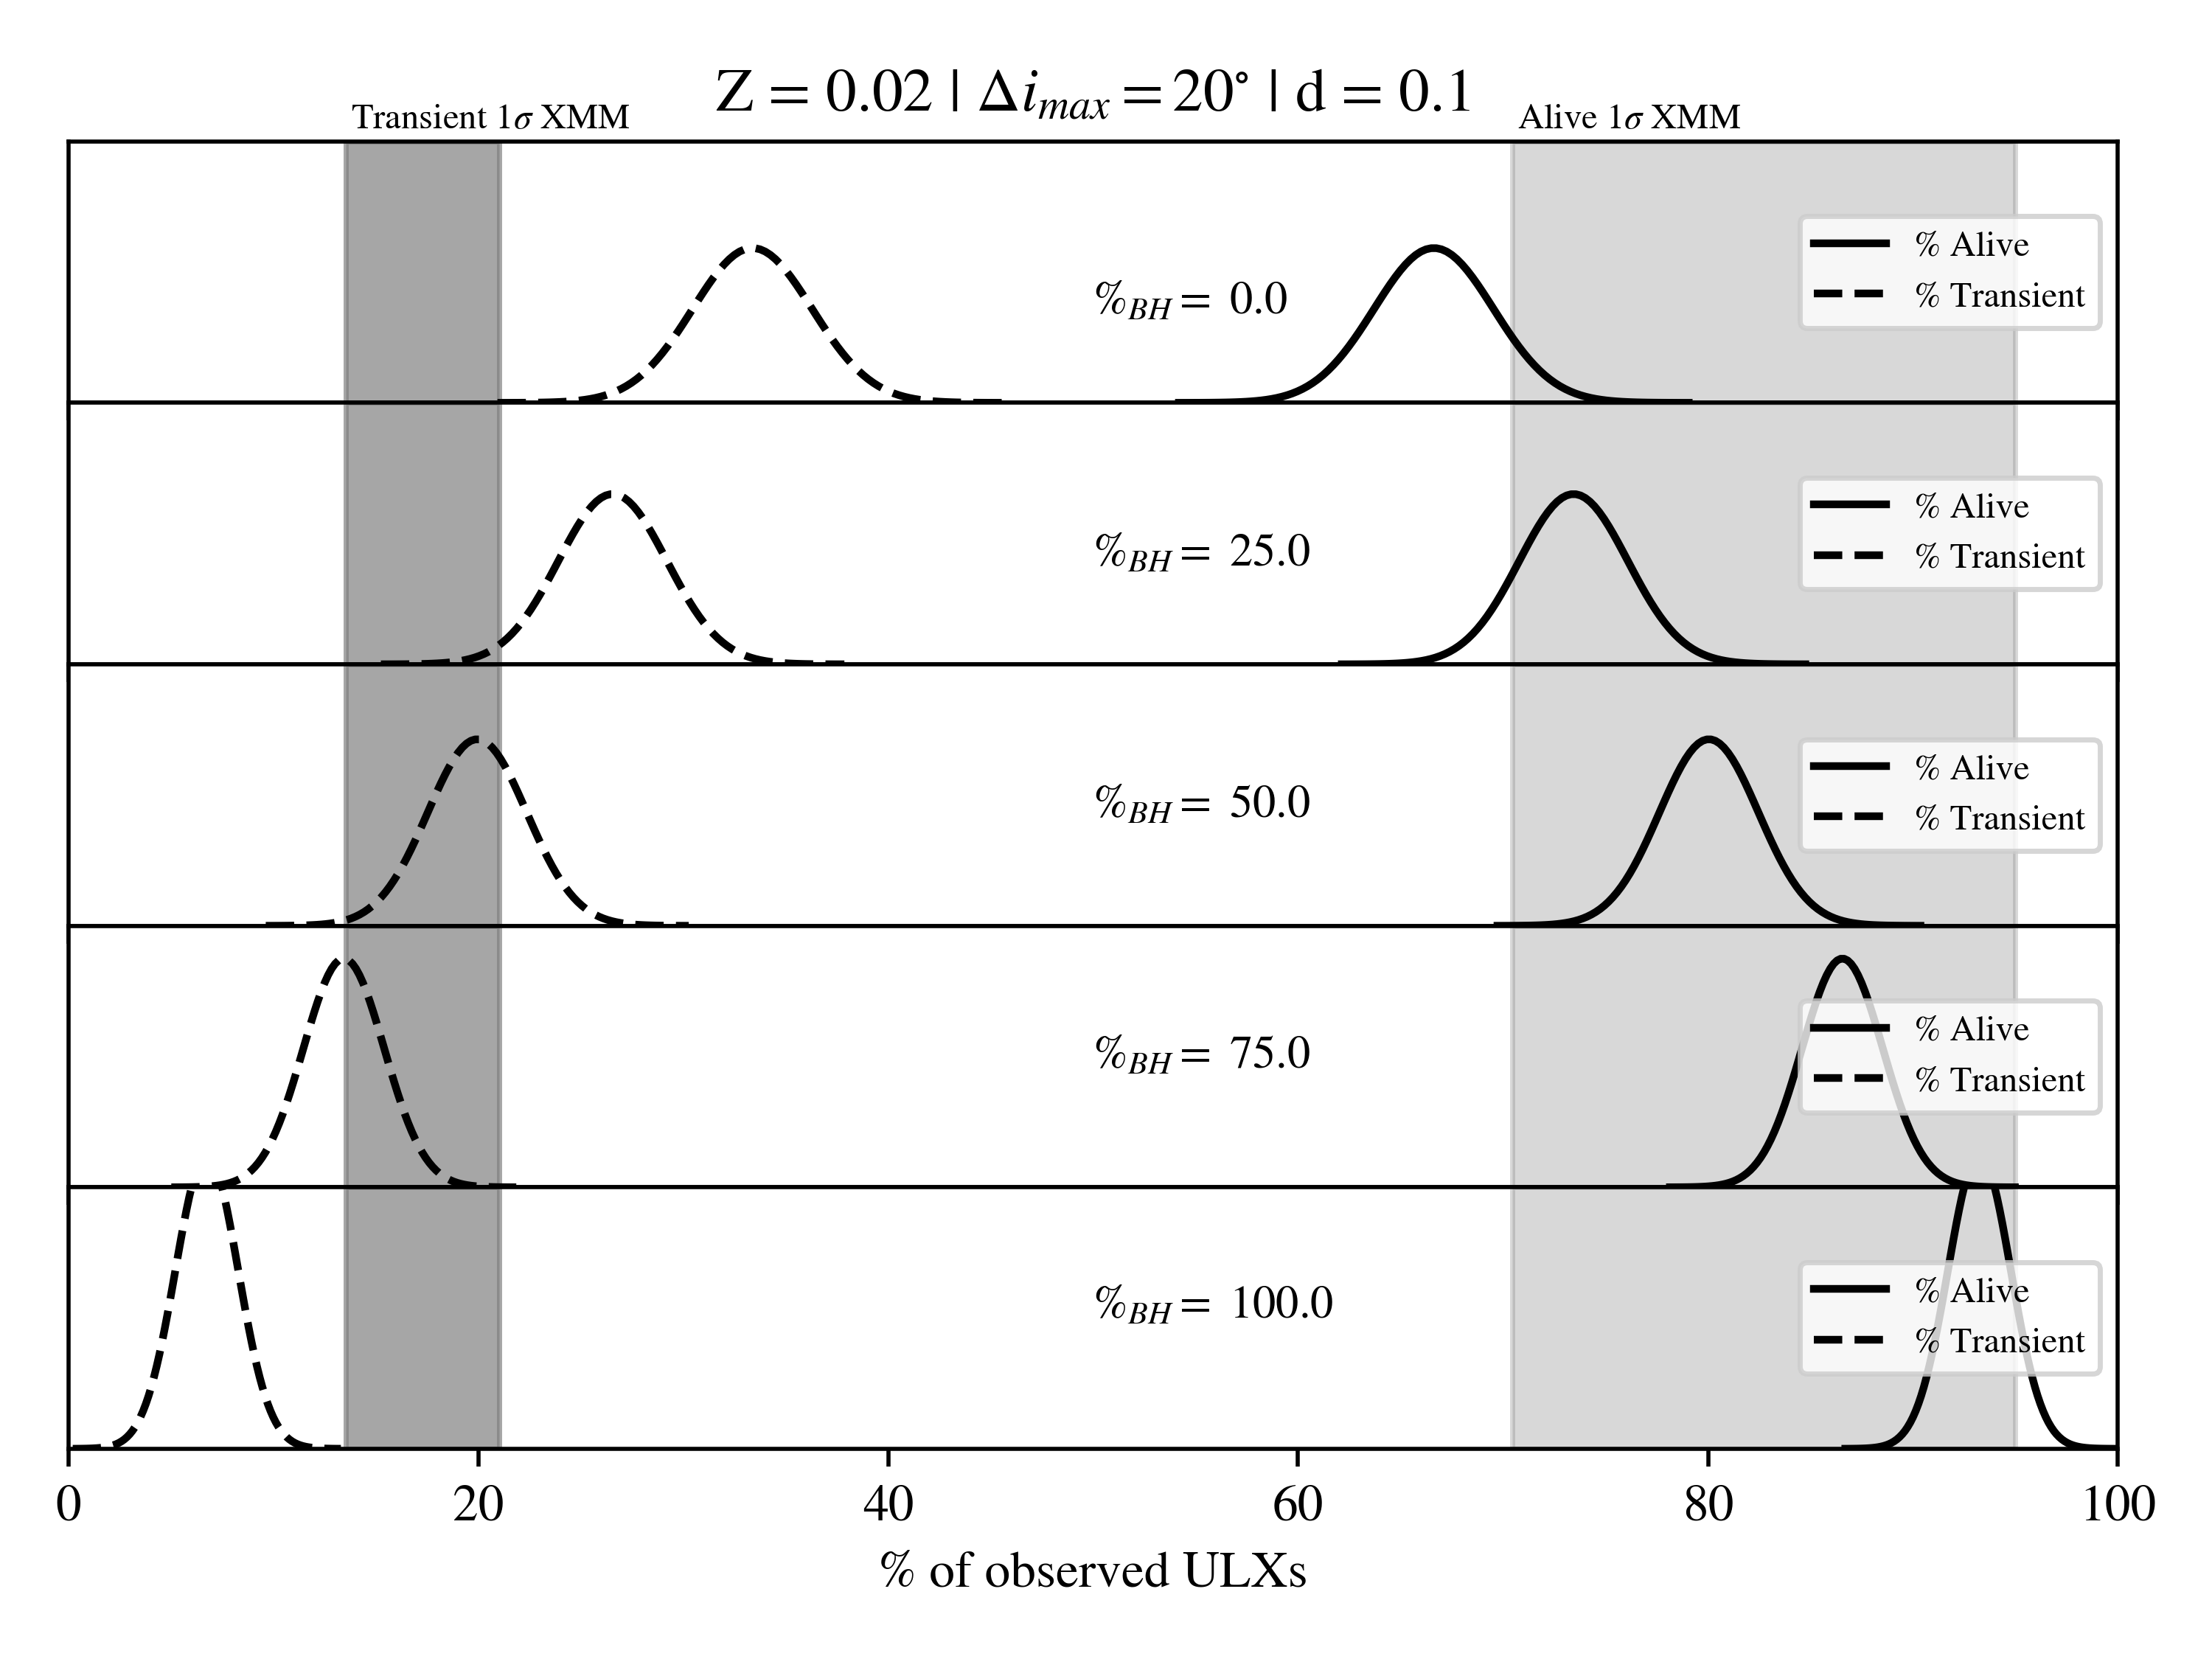 Z = 0.02 | Δi_max = 20° | d = 0.1
Transient 1σ XMM
Alive 1σ XMM
%_BH = 0.0
% Alive
% Transient
%_BH = 25.0
% Alive
% Transient
%_BH = 50.0
% Alive
% Transient
%_BH = 75.0
% Alive
% Transient
%_BH = 100.0
% Alive
% Transient
0 20 40 60 80 100
% of observed ULXs